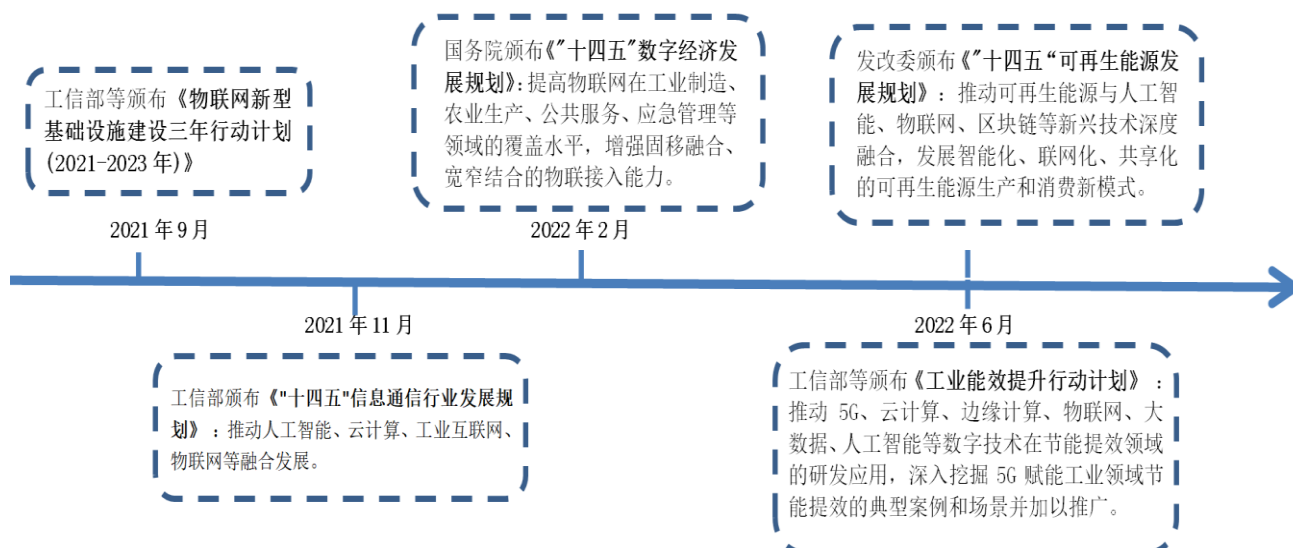 工信部等颁布《物联网新型
基础设施建设三年行动计划
(2021-2023年)》
2021年9月
国务院颁布《"十四五"数字经济发
展规划》：提高物联网在工业制造、
农业生产、公共服务、应急管理等
领域的覆盖水平，增强固移融合、
宽窄结合的物联接入能力。
2022年2月
发改委颁布《"十四五“可再生能源发
展规划》：推动可再生能源与人工智
能、物联网、区块链等新兴技术深度
融合，发展智能化、联网化、共享化
的可再生能源生产和消费新模式。
2021年11月
工信部颁布《"十四五"信息通信行业发展规
划》：推动人工智能、云计算、工业互联网、
物联网等融合发展。
2022年6月
工信部等颁布《工业能效提升行动计划》：
推动 5G、云计算、边缘计算、物联网、大
数据、人工智能等数字技术在节能提效领域
的研发应用，深入挖掘 5G 赋能工业领域节
能提效的典型案例和场景并加以推广。